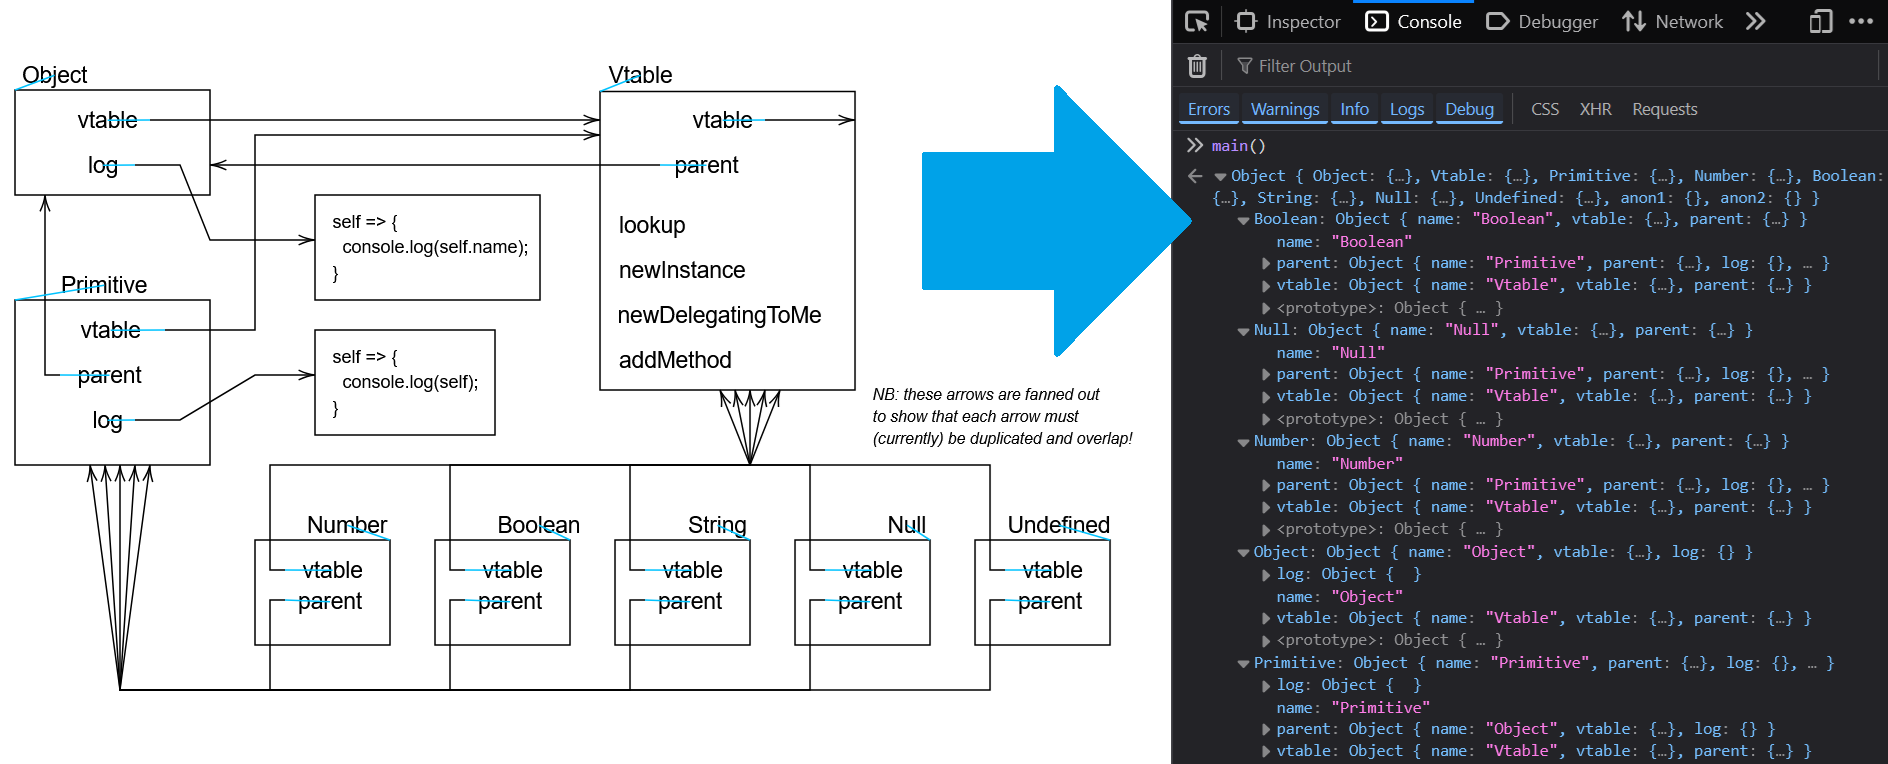 Object
vtable
log
Vtable
vtable
parent
lookup
newInstance
newDelegatingToMe
addMethod
self => {
console.log(self.name);
}
Primitive
vtable
parent
log
self => {
console.log(self);
}
NB: these arrows are fanned out
to show that each arrow must
(currently) be duplicated and overlap!
Number
vtable
parent
Boolean
vtable
parent
String
vtable
parent
Null
vtable
parent
Undefined
vtable
parent
Inspector Console Debugger Network
Filter Output
Errors Warnings Info Logs Debug CSS XHR Requests
main()
Object { Object: {…}, Vtable: {…}, Primitive: {…}, Number: {…}, Boolean:
{…}, String: {…}, Null: {…}, Undefined: {…}, anon1: {}, anon2: {} }
Boolean: Object { name: "Boolean", vtable: {…}, parent: {…} }
name: "Boolean"
parent: Object { name: "Primitive", parent: {…}, log: {}, … }
vtable: Object { name: "Vtable", vtable: {…}, parent: {…} }
<prototype>: Object { … }
Null: Object { name: "Null", vtable: {…}, parent: {…} }
name: "Null"
parent: Object { name: "Primitive", parent: {…}, log: {}, … }
vtable: Object { name: "Vtable", vtable: {…}, parent: {…} }
<prototype>: Object { … }
Number: Object { name: "Number", vtable: {…}, parent: {…} }
name: "Number"
parent: Object { name: "Primitive", parent: {…}, log: {}, … }
vtable: Object { name: "Vtable", vtable: {…}, parent: {…} }
<prototype>: Object { … }
Object: Object { name: "Object", vtable: {…}, log: {} }
log: Object { }
name: "Object"
vtable: Object { name: "Vtable", vtable: {…}, parent: {…} }
<prototype>: Object { … }
Primitive: Object { name: "Primitive", parent: {…}, log: {}, … }
log: Object { }
name: "Primitive"
parent: Object { name: "Object", vtable: {…}, log: {} }
vtable: Object { name: "Vtable", vtable: {…}, parent: {…} }